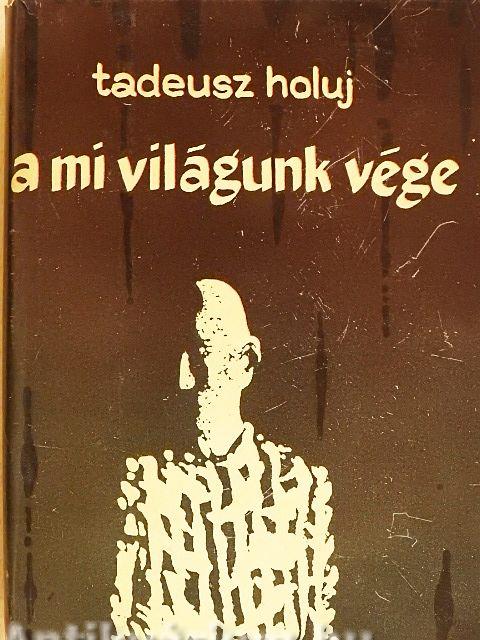 tadeusz holuj
a mi világunk vége